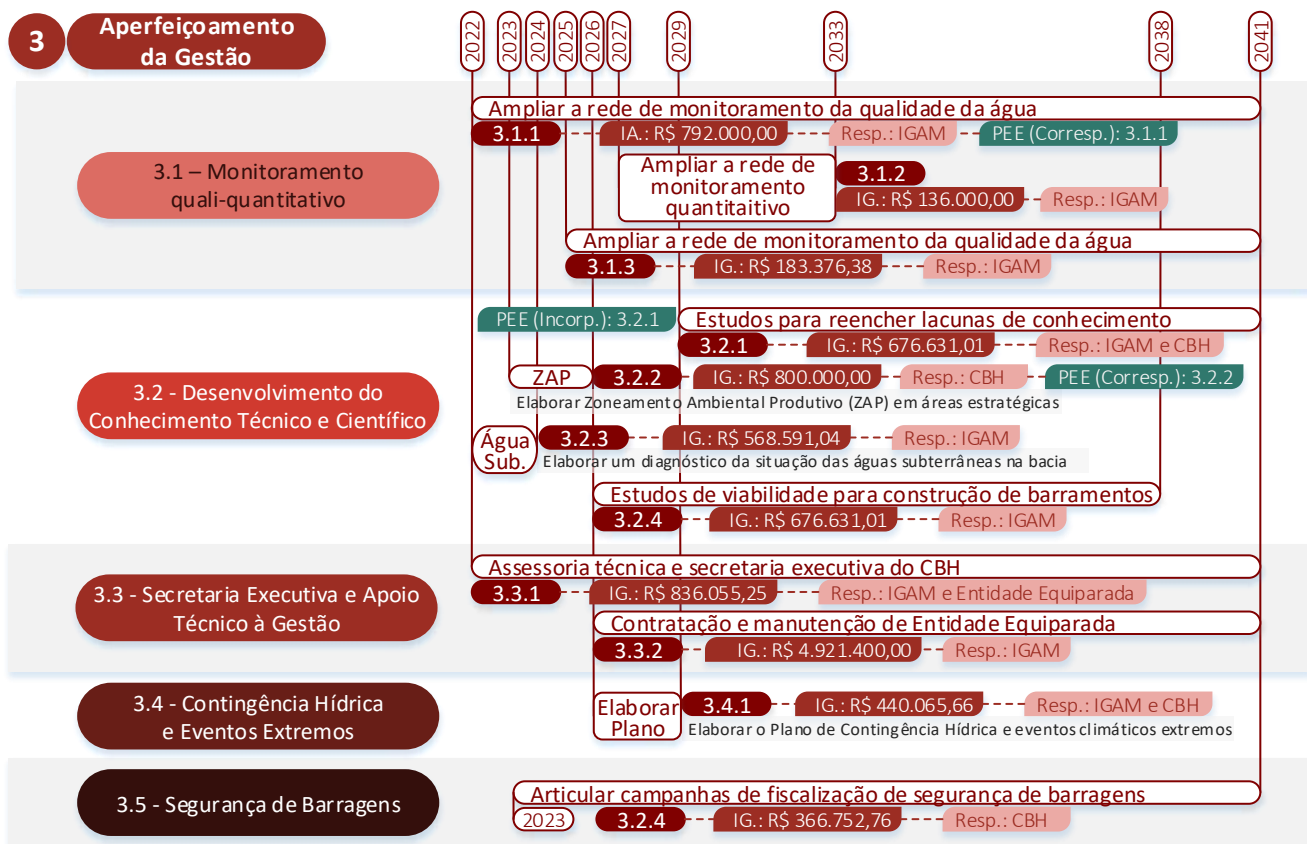 3
Aperfeiçoamento
da Gestão
2022
2023
2024
2025
2026
2027
2029
2033
2038
2041
3.1 – Monitoramento
quali-quantitativo
Ampliar a rede de monitoramento da qualidade da água
3.1.1
IA.: R$ 792.000,00
Resp.: IGAM
PEE (Corresp.): 3.1.1
Ampliar a rede de
monitoramento
quantitaitivo
3.1.2
IG.: R$ 136.000,00
Resp.: IGAM
Ampliar a rede de monitoramento da qualidade da água
3.1.3
IG.: R$ 183.376,38
Resp.: IGAM
3.2 - Desenvolvimento do
Conhecimento Técnico e Científico
PEE (Incorp.): 3.2.1
Estudos para reencher lacunas de conhecimento
3.2.1
IG.: R$ 676.631,01
Resp.: IGAM e CBH
ZAP
3.2.2
IG.: R$ 800.000,00
Resp.: CBH
PEE (Corresp.): 3.2.2
Elaborar Zoneamento Ambiental Produtivo (ZAP) em áreas estratégicas
Água
Sub.
3.2.3
IG.: R$ 568.591,04
Resp.: IGAM
Elaborar um diagnóstico da situação das águas subterrâneas na bacia
Estudos de viabilidade para construção de barramentos
3.2.4
IG.: R$ 676.631,01
Resp.: IGAM
3.3 - Secretaria Executiva e Apoio
Técnico à Gestão
Assessoria técnica e secretaria executiva do CBH
3.3.1
IG.: R$ 836.055,25
Resp.: IGAM e Entidade Equiparada
Contratação e manutenção de Entidade Equiparada
3.3.2
IG.: R$ 4.921.400,00
Resp.: IGAM
3.4 - Contingência Hídrica
e Eventos Extremos
Elaborar
Plano
3.4.1
IG.: R$ 440.065,66
Resp.: IGAM e CBH
Elaborar o Plano de Contingência Hídrica e eventos climáticos extremos
3.5 - Segurança de Barragens
Articular campanhas de fiscalização de segurança de barragens
2023
3.2.4
IG.: R$ 366.752,76
Resp.: CBH